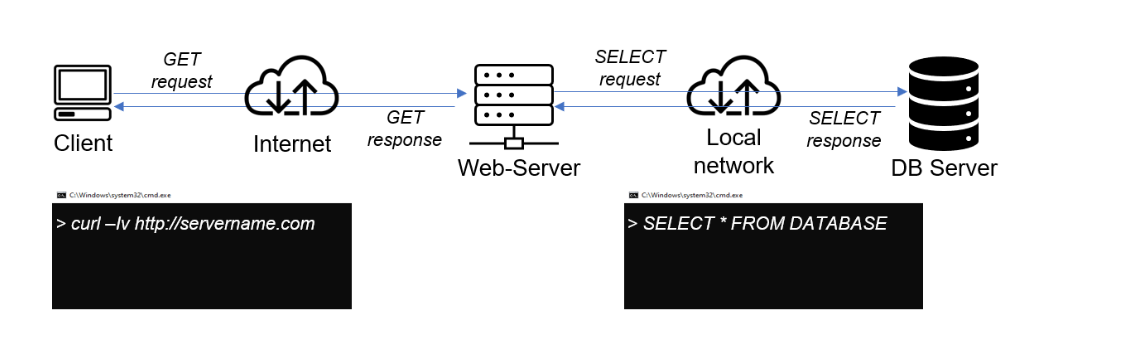 GET
request
GET
response
SELECT
request
SELECT
response
Client
Internet
Web-Server
Local
network
DB Server
C:\Windows\system32\cmd.exe
> curl –Iv http://servername.com
C:\Windows\system32\cmd.exe
> SELECT * FROM DATABASE